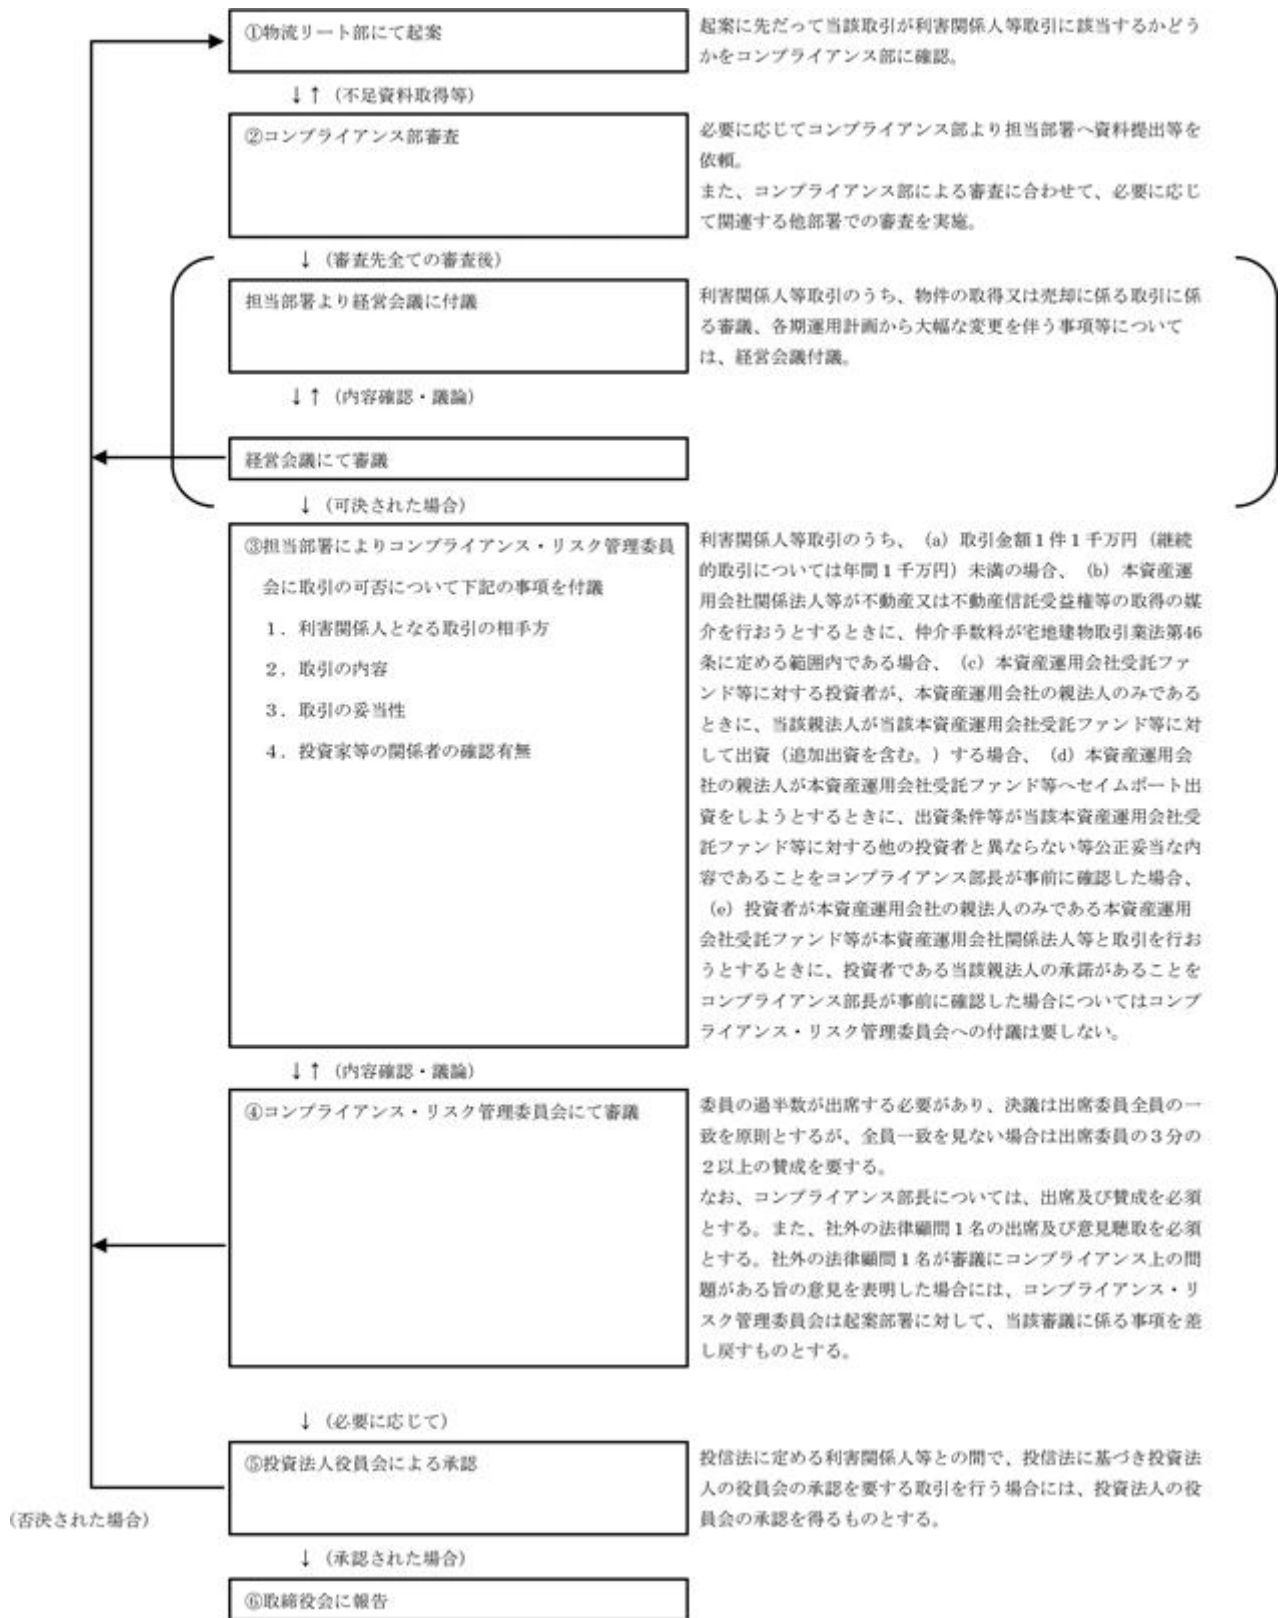 ①物流リート部にて起案
起案に先だって当該取引が利害関係人等取引に該当するかどう
かをコンプライアンス部に確認。
↓↑（不足資料取得等）
②コンプライアンス部審査
必要に応じてコンプライアンス部より担当部署へ資料提出等を
依頼。
また、コンプライアンス部による審査に合わせて、必要に応じ
て関連する他部署での審査を実施。
↓（審査先全ての審査後）
担当部署より経営会議に付議
利害関係人等取引のうち、物件の取得又は売却に係る取引に係
る審議、各期運用計画から大幅な変更を伴う事項等について
は、経営会議付議。
↓↑（内容確認・議論）
経営会議にて審議
↓（可決された場合）
③担当部署によりコンプライアンス・リスク管理委員
会に取引の可否について下記の事項を付議
１．利害関係人となる取引の相手方
２．取引の内容
３．取引の妥当性
４．投資家等の関係者の確認有無
利害関係人等取引のうち、(a) 取引金額１件１千万円（継続
的取引については年間１千万円）未満の場合、(b) 本資産運
用会社関係法人等が不動産又は不動産信託受益権等の取得の媒
介を行おうとするときに、仲介手数料が宅地建物取引業法第46
条に定める範囲内である場合、(c) 本資産運用会社受託ファ
ンド等に対する投資者が、本資産運用会社の親法人のみである
ときに、当該親法人が当該本資産運用会社受託ファンド等に対
して出資（追加出資を含む。）する場合、(d) 本資産運用会
社の親法人が本資産運用会社受託ファンド等へセイムボート出
資をしようとするときに、出資条件等が当該本資産運用会社受
託ファンド等に対する他の投資者と異ならない等公正妥当な内
容であることをコンプライアンス部長が事前に確認した場合、
(e) 投資者が本資産運用会社の親法人のみである本資産運用
会社受託ファンド等が本資産運用会社関係法人等と取引を行お
うとするときに、投資者である当該親法人の承諾があることを
コンプライアンス部長が事前に確認した場合についてはコンプ
ライアンス・リスク管理委員会への付議は要しない。
↓↑（内容確認・議論）
④コンプライアンス・リスク管理委員会にて審議
委員の過半数が出席する必要があり、決議は出席委員全員の一
致を原則とするが、全員一致を見ない場合は出席委員の３分の
２以上の賛成を要する。
なお、コンプライアンス部長については、出席及び賛成を必須
とする。また、社外の法律顧問１名の出席及び意見聴取を必須
とする。社外の法律顧問１名が審議にコンプライアンス上の問
題がある旨の意見を表明した場合には、コンプライアンス・リ
スク管理委員会は起案部署に対して、当該審議に係る事項を差
し戻すものとする。
↓（必要に応じて）
⑤投資法人役員会による承認
投信法に定める利害関係人等との間で、投信法に基づき投資法
人の役員会の承認を要する取引を行う場合には、投資法人の役
員会の承認を得るものとする。
（否決された場合）
↓（承認された場合）
⑥取締役会に報告